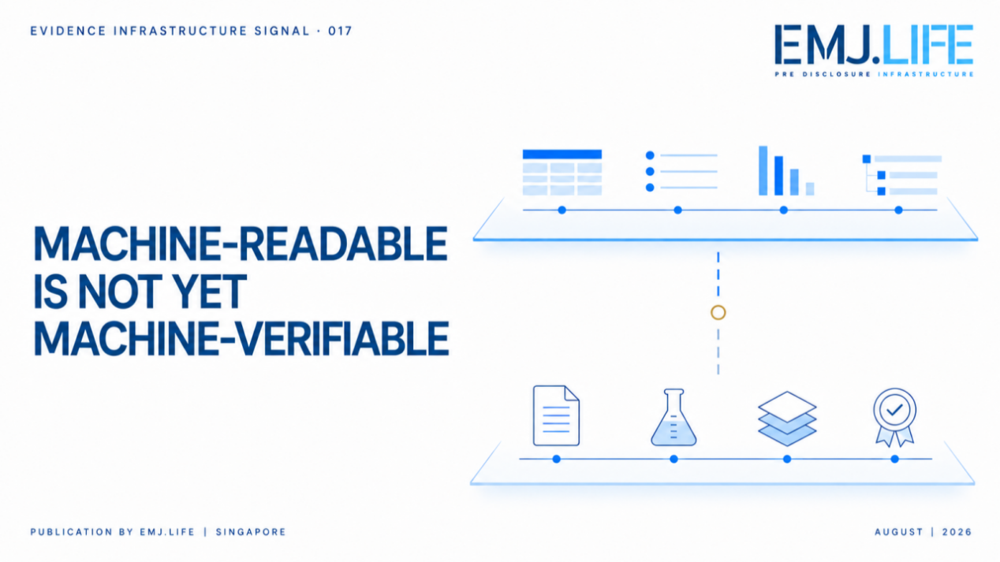 EVIDENCE INFRASTRUCTURE SIGNAL · 017
EMJ.LIFE
PRE DISCLOSURE INFRASTRUCTURE
MACHINE-READABLE
IS NOT YET
MACHINE-VERIFIABLE
PUBLICATION BY EMJ.LIFE | SINGAPORE
AUGUST | 2026